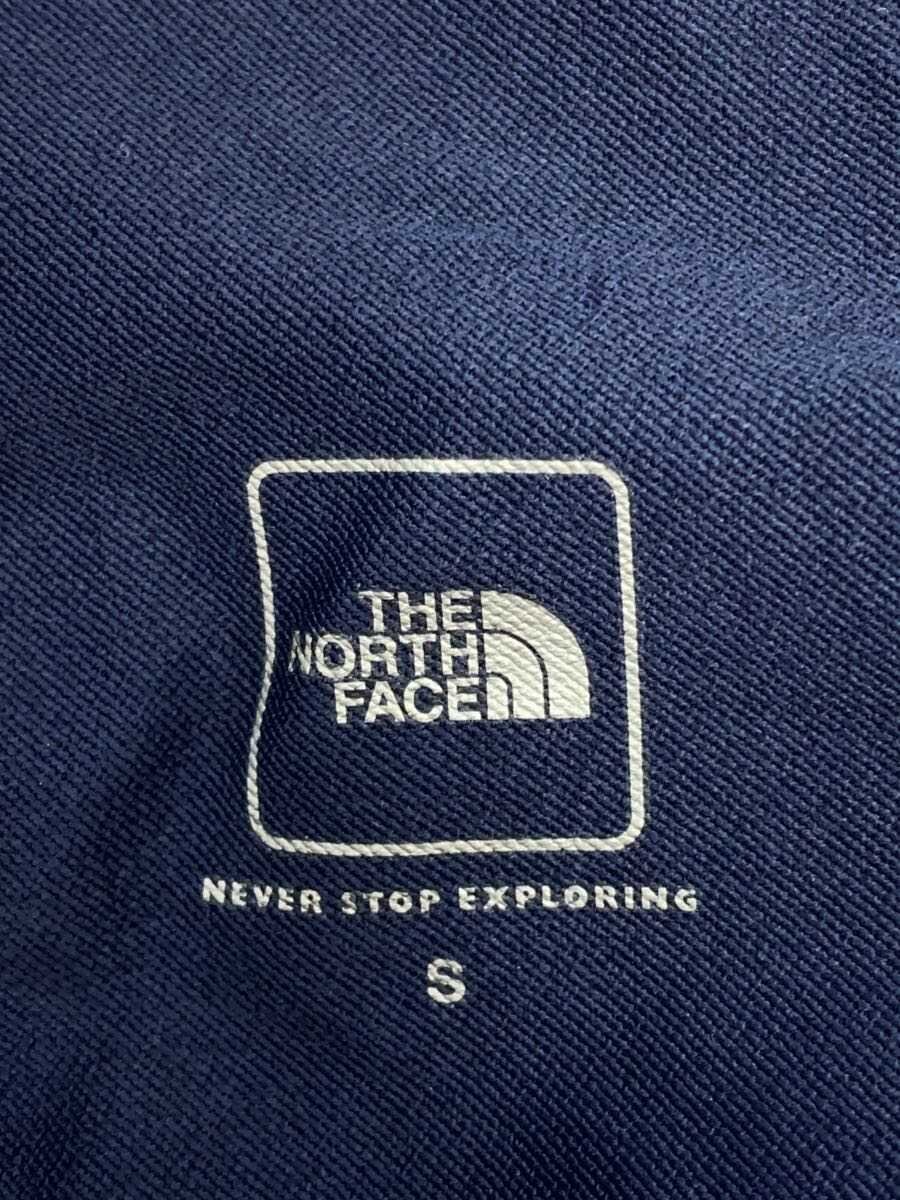 THE
NORTH
FACE
NEVER STOP EXPLORING
S